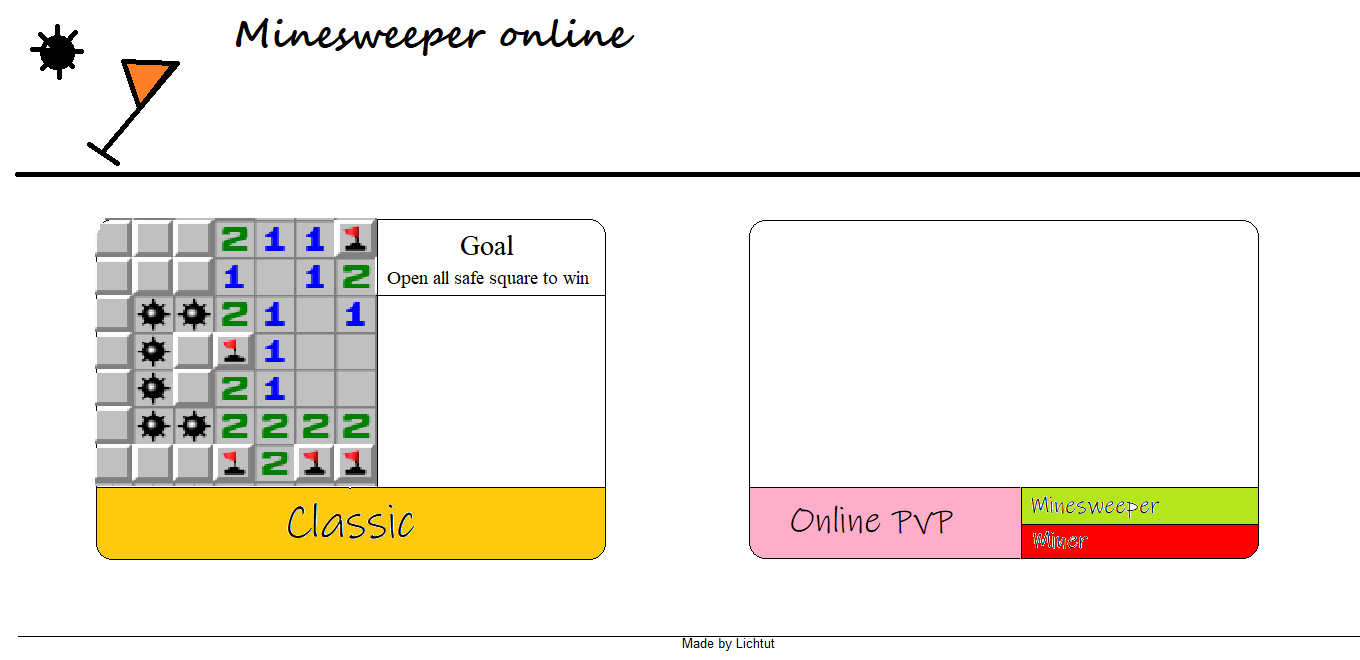 Minesweeper online
2 1 1
1 1 2
2 1 1
1
2 1
2 2 2 2
2
Goal
Open all safe square to win
Classic
Online PVP
Minesweeper
Miner
Made by Lichtut